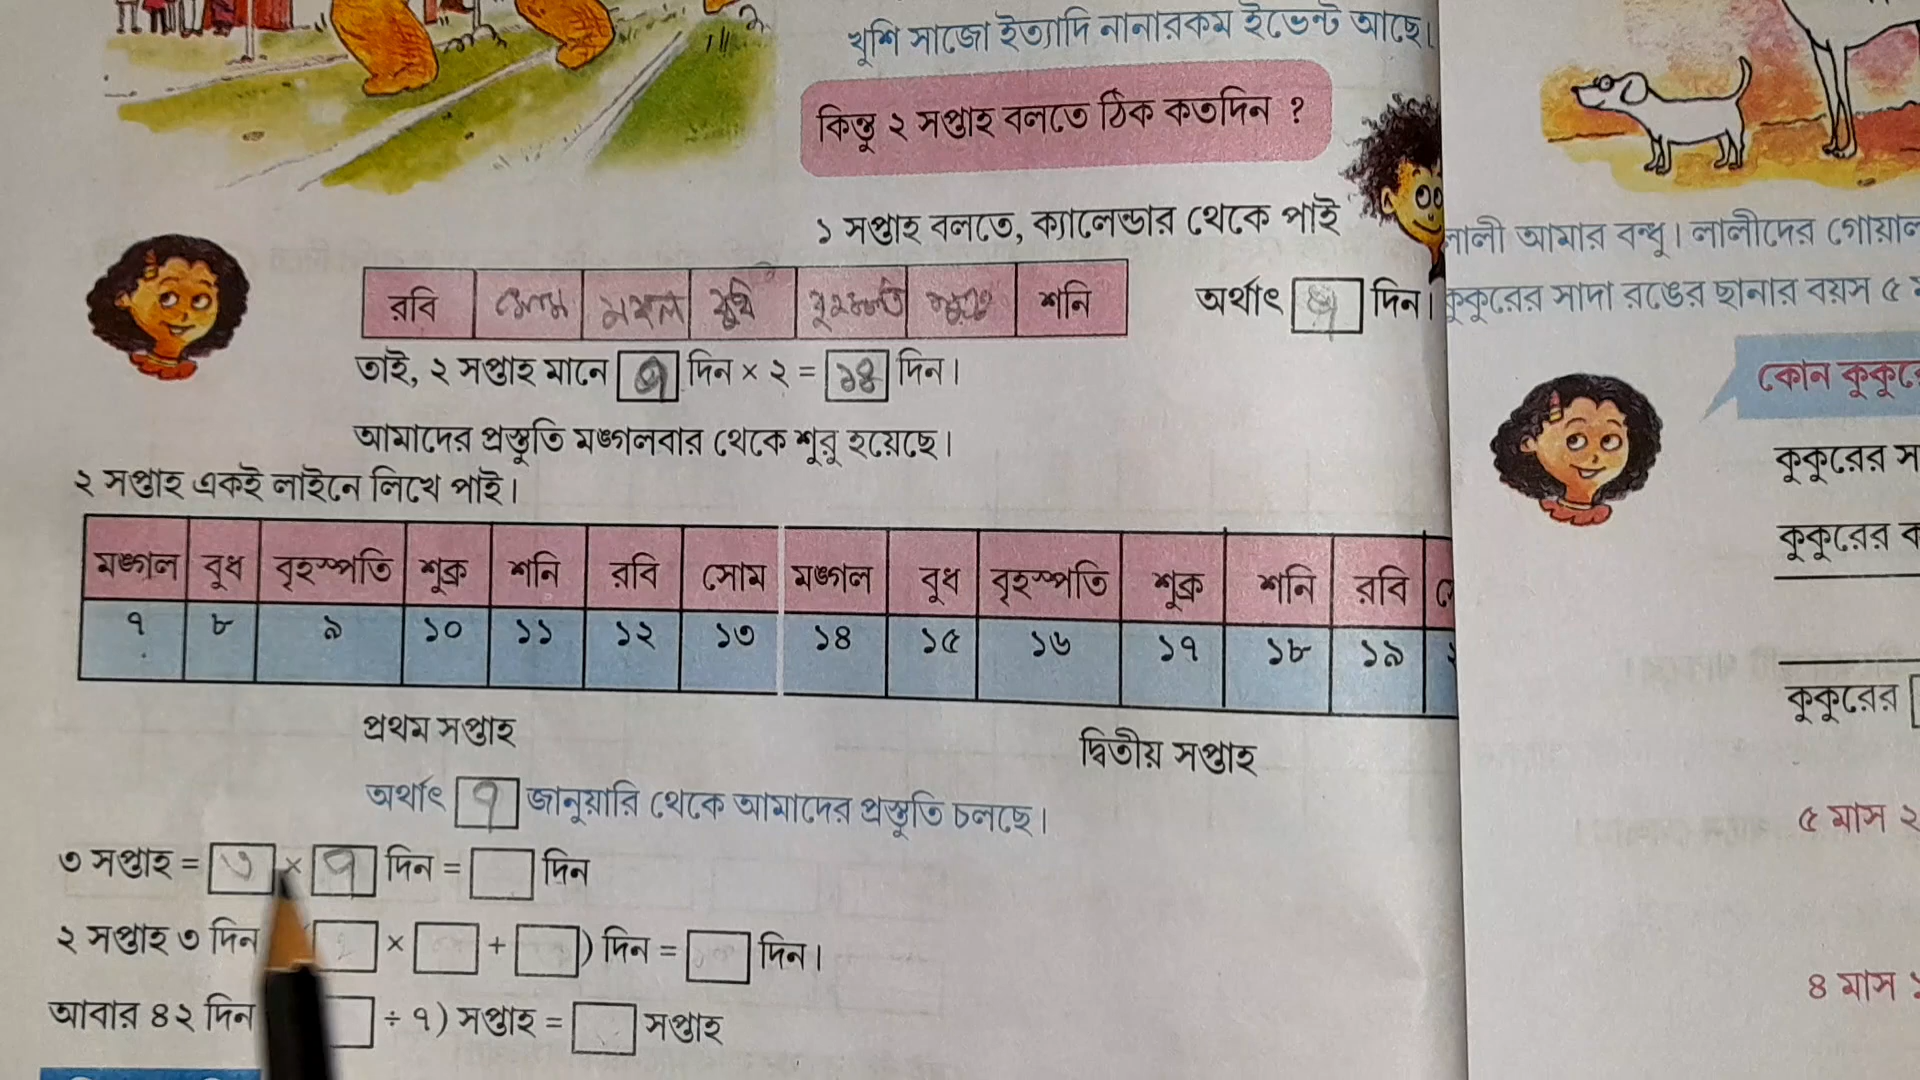 খুশি সাজো ইত্যাদি নানারকম ইভেন্ট আছে।
কিন্তু ২ সপ্তাহ বলতে ঠিক কতদিন ?
১ সপ্তাহ বলতে, ক্যালেন্ডার থেকে পাই
রবি সোম মঙ্গল বুধ শনি অর্থাৎ ৭ দিন।
তাই, ২ সপ্তাহ মানে ৭ দিন × ২ = ১৪ দিন।
আমাদের প্রস্তুতি মঙ্গলবার থেকে শুরু হয়েছে।
২ সপ্তাহ একই লাইনে লিখে পাই।
মঙ্গল বুধ বৃহস্পতি শুক্র শনি রবি সোম মঙ্গল বুধ বৃহস্পতি শুক্র শনি রবি
৭ ৮ ৯ ১০ ১১ ১২ ১৩ ১৪ ১৫ ১৬ ১৭ ১৮ ১৯
প্রথম সপ্তাহ
দ্বিতীয় সপ্তাহ
অর্থাৎ ৭ জানুয়ারি থেকে আমাদের প্রস্তুতি চলছে।
৩ সপ্তাহ = ৩ × ৭ দিন = দিন
২ সপ্তাহ ৩ দিন × + ) দিন = দিন।
আবার ৪২ দিন ÷ ৭) সপ্তাহ = সপ্তাহ
লালী আমার বন্ধু। লালীদের গোয়াল
কুকুরের সাদা রঙের ছানার বয়স ৫
কোন কুকুরে
কুকুরের স
কুকুরের ব
কুকুরের
৫ মাস ২
৪ মাস ১